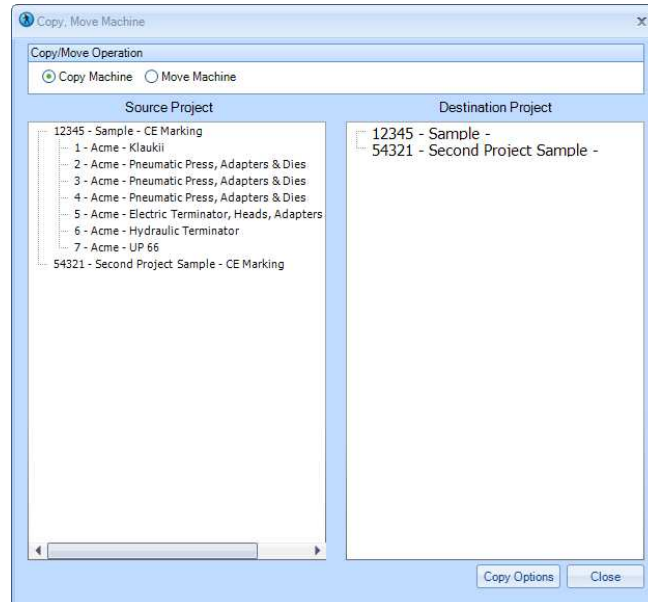 Copy, Move Machine
Copy/Move Operation
Copy Machine Move Machine
Source Project
12345 - Sample - CE Marking
1 - Acme - Klaukii
2 - Acme - Pneumatic Press, Adapters & Dies
3 - Acme - Pneumatic Press, Adapters & Dies
4 - Acme - Pneumatic Press, Adapters & Dies
5 - Acme - Electric Terminator, Heads, Adapters
6 - Acme - Hydraulic Terminator
7 - Acme - UP 66
54321 - Second Project Sample - CE Marking
Destination Project
12345 - Sample -
54321 - Second Project Sample -
Copy Options Close